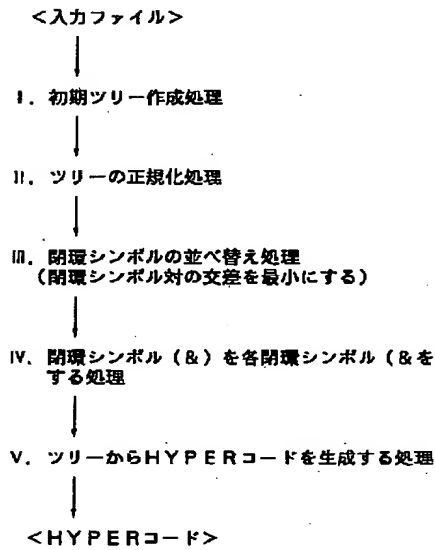 <入力ファイル>
I. 初期ツリー作成処理
II. ツリーの正規化処理
III. 閉環シンボルの並べ替え処理
(閉環シンボル対の交差を最小にする)
IV. 閉環シンボル(&)を各閉環シンボル(&を
する処理
V. ツリーからHYPERコードを生成する処理
<HYPERコード>